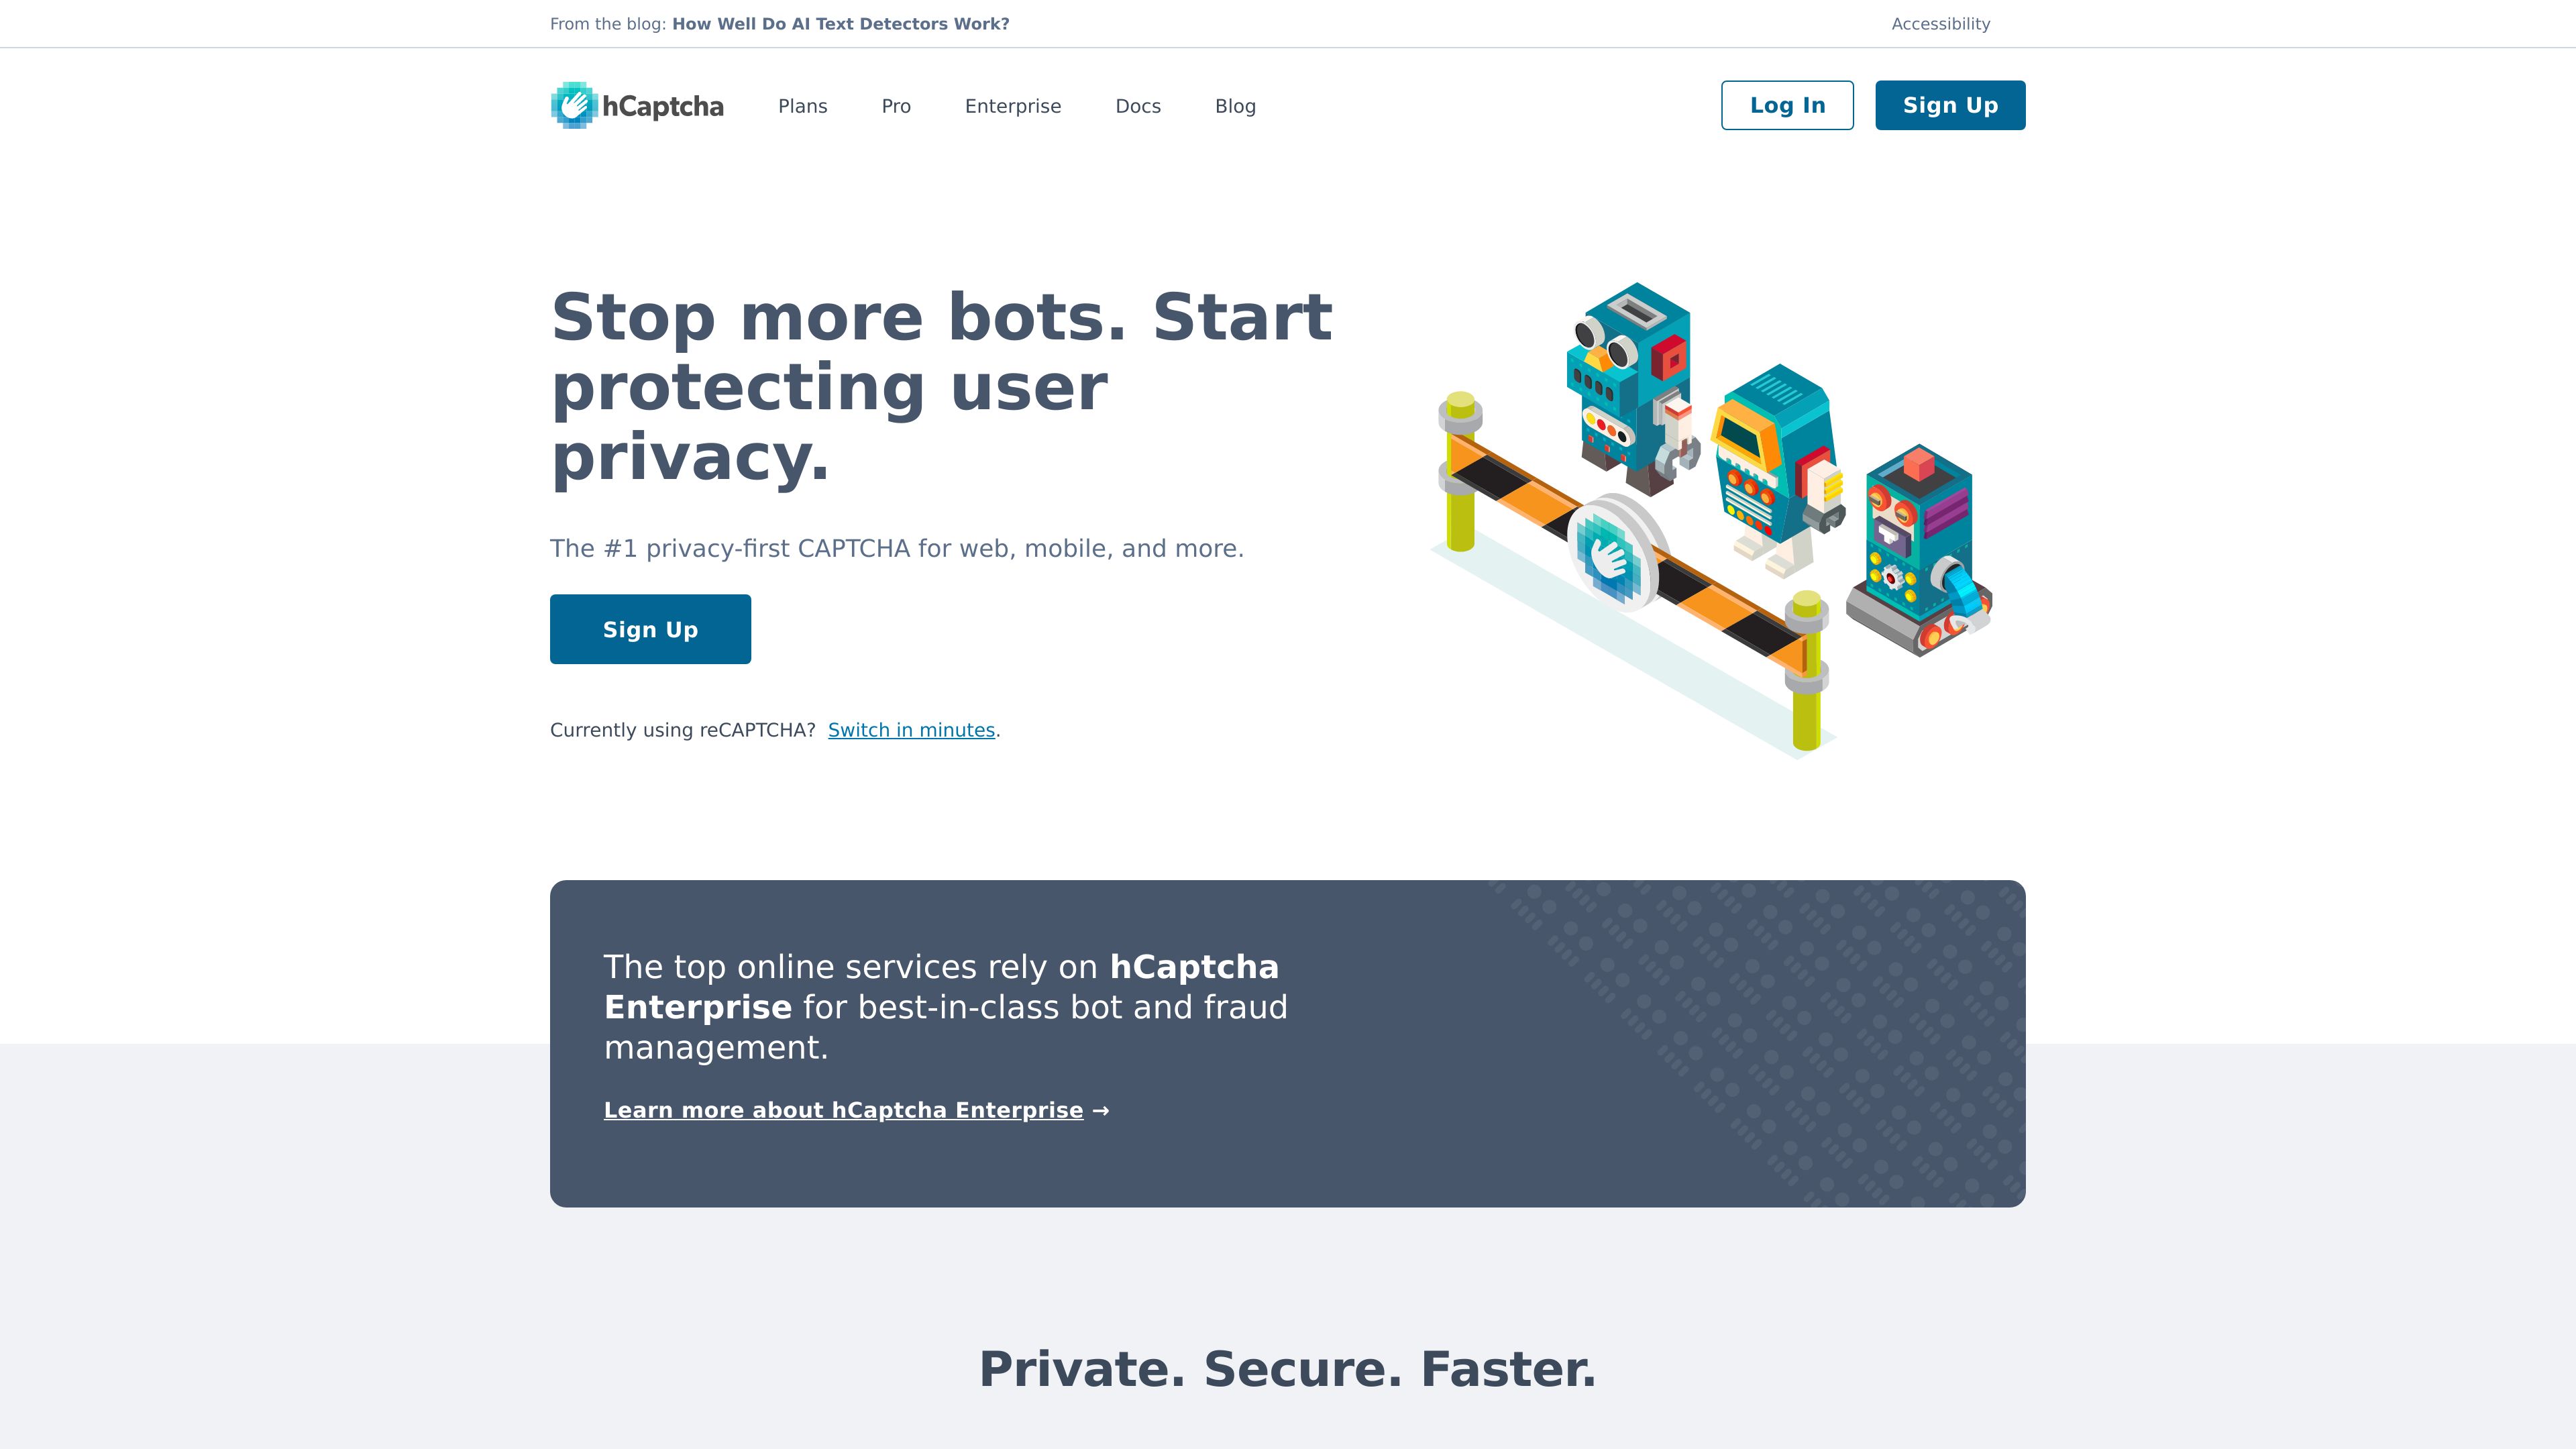 From the blog: How Well Do AI Text Detectors Work?
Accessibility
hCaptcha
Plans
Pro
Enterprise
Docs
Blog
Log In
Sign Up
Stop more bots. Start
protecting user
privacy.
The #1 privacy-first CAPTCHA for web, mobile, and more.
Sign Up
Currently using reCAPTCHA? Switch in minutes.
The top online services rely on hCaptcha
Enterprise for best-in-class bot and fraud
management.
Learn more about hCaptcha Enterprise →
Private. Secure. Faster.